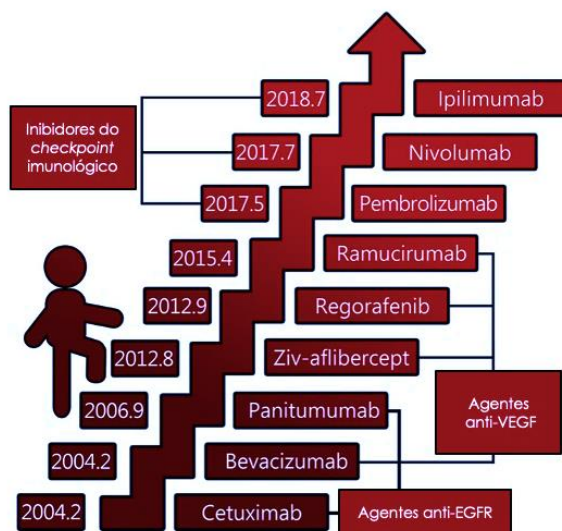 2018.7
Ipilimumab
Inibidores do
checkpoint
imunológico
2017.7
Nivolumab
2017.5
Pembrolizumab
2015.4
Ramucirumab
2012.9
Regorafenib
2012.8
Ziv-aflibercept
2006.9
Panitumumab
Agentes
anti-VEGF
2004.2
Bevacizumab
2004.2
Cetuximab
Agentes anti-EGFR